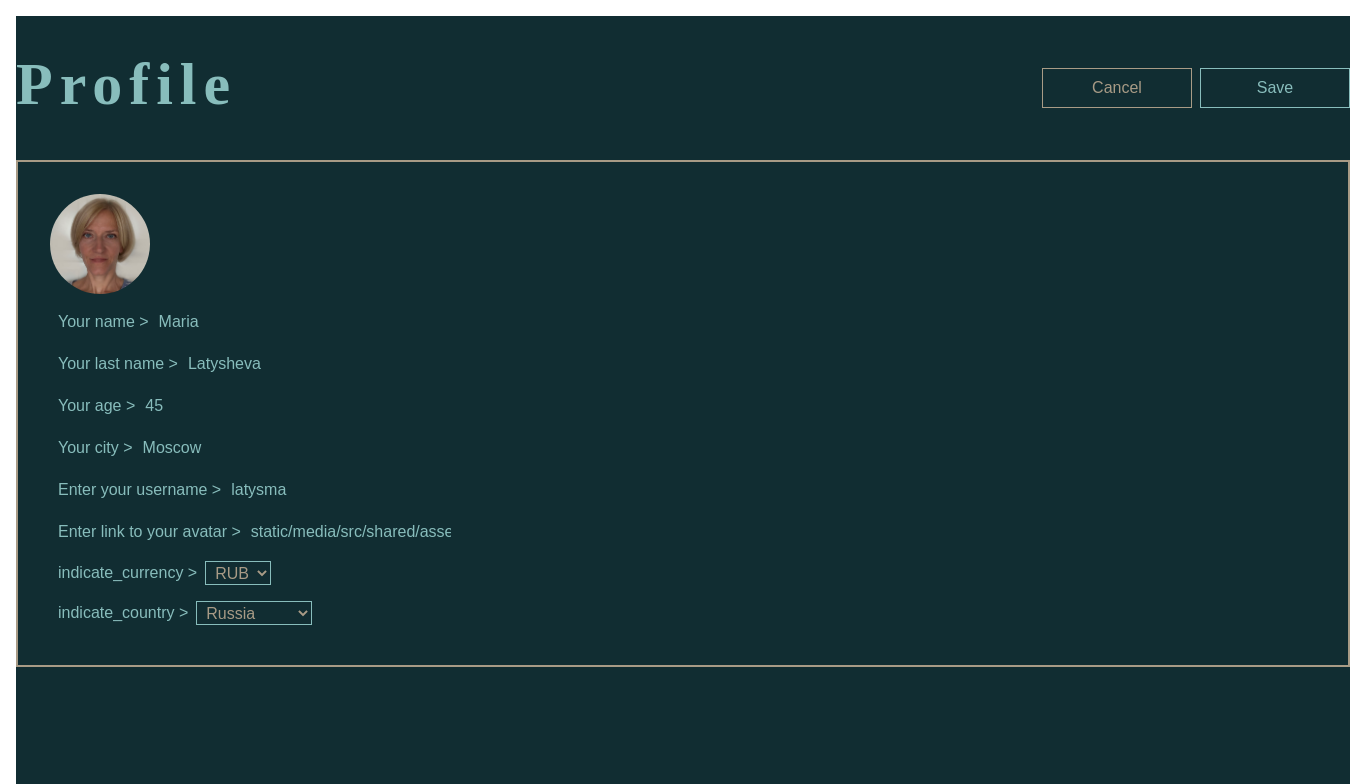 Profile
Cancel
Save
Your name > Maria
Your last name > Latysheva
Your age > 45
Your city > Moscow
Enter your username > latysma
Enter link to your avatar > static/media/src/shared/asse
indicate_currency > RUB
indicate_country > Russia